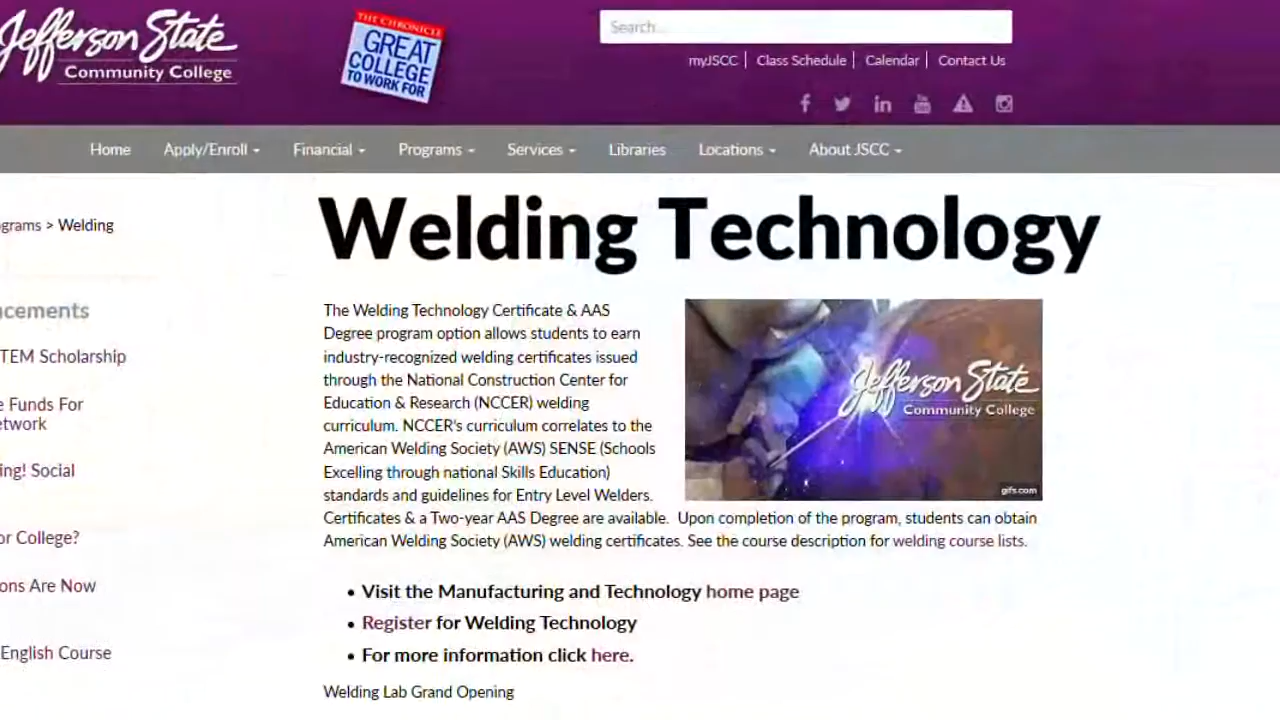 Jefferson State
Community College
THE CHRONICLE
GREAT
COLLEGE
TO WORK FOR
Search...
myJSCC | Class Schedule | Calendar | Contact Us
Home Apply/Enroll Financial Programs Services Libraries Locations About JSCC
grams > Welding
Welding Technology
cements
TEM Scholarship
e Funds For
etwork
ing! Social
or College?
ons Are Now
English Course
The Welding Technology Certificate & AAS
Degree program option allows students to earn
industry-recognized welding certificates issued
through the National Construction Center for
Education & Research (NCCER) welding
curriculum. NCCER's curriculum correlates to the
American Welding Society (AWS) SENSE (Schools
Excelling through national Skills Education)
standards and guidelines for Entry Level Welders.
Certificates & a Two-year AAS Degree are available. Upon completion of the program, students can obtain
American Welding Society (AWS) welding certificates. See the course description for welding course lists.
Jefferson State
Community College
gifs.com
• Visit the Manufacturing and Technology home page
• Register for Welding Technology
• For more information click here.
Welding Lab Grand Opening